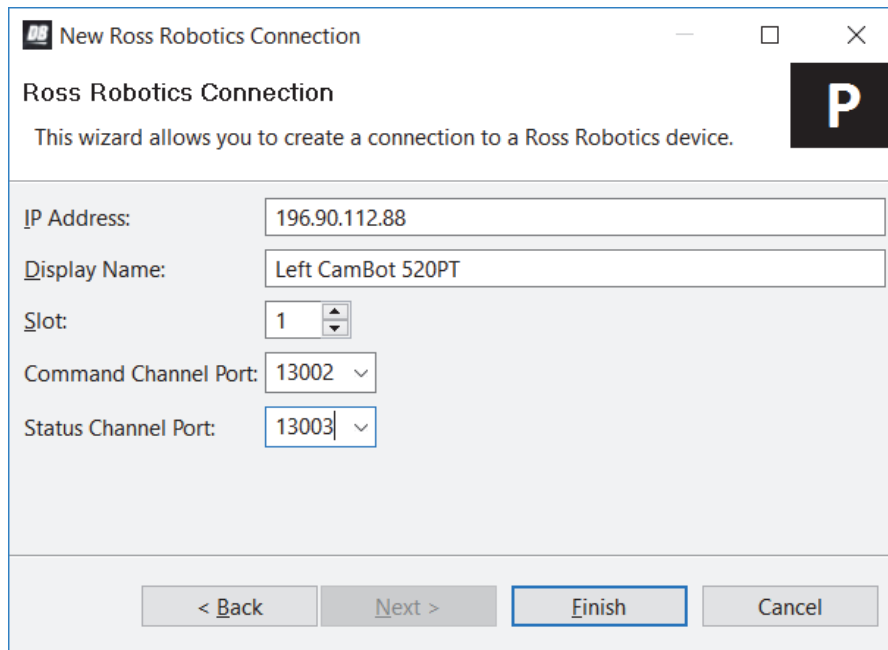 DB New Ross Robotics Connection
Ross Robotics Connection
P
This wizard allows you to create a connection to a Ross Robotics device.
IP Address: 196.90.112.88
Display Name: Left CamBot 520PT
Slot: 1
Command Channel Port: 13002
Status Channel Port: 13003
< Back Next > Finish Cancel